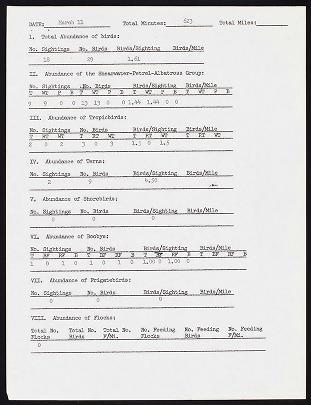 DATE: March 11 Total Minutes: 623 Total Miles:
I. Total Abundance of birds:
No. Sightings No. Birds Birds/Sighting Birds/Mile
18 29 1.61
II. Abundance of the Shearwater-Petrel-Albatross Group:
No. Sightings No. Birds Birds/Sighting Birds/Mile
T WT P B T WT P B T WT P B T WT P B
9 9 0 0 13 13 0 0 1.44 1.44 0 0
III. Abundance of Tropicbirds:
No. Sightings No. Birds Birds/Sighting Birds/Mile
T RT WT T RT WT T RT WT T RT WT
2 0 2 3 0 3 1.5 0 1.5
IV. Abundance of Terns:
No. Sightings No. Birds Birds/Sighting Birds/Mile
2 9 4.50
V. Abundance of Shorebirds:
No. Sightings No. Birds Birds/Sighting Birds/Mile
0 0 0
VI. Abundance of Boobys:
No. Sightings No. Birds Birds/Sighting Birds/Mile
T BF RF B T BF RF B T BF RF B T BF RF B
1 0 1 0 1 0 1 0 1.00 0 1.00 0
VII. Abundance of Frigatebirds:
No. Sightings No. Birds Birds/Sighting Birds/Mile
0 0 0
VIII. Abundance of Flocks:
Total No. Total No. Total No. No. Feeding No. Feeding No. Feeding
Flocks Birds F/Mi. Flocks Birds F/Mi.